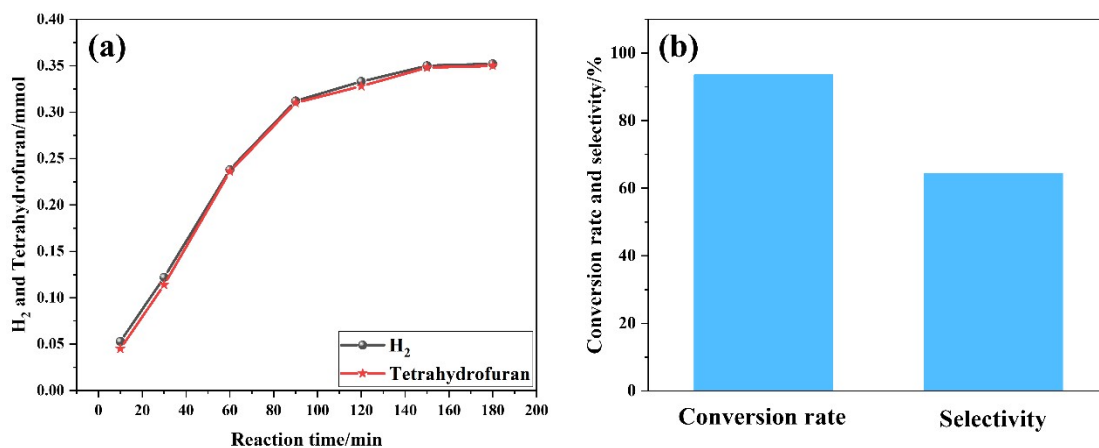 (a)
H₂ and Tetrahydrofuran/mmol
0.40
0.35
0.30
0.25
0.20
0.15
0.10
0.05
0.00
H₂
Tetrahydrofuran
0 20 40 60 80 100 120 140 160 180 200
Reaction time/min
(b)
Conversion rate and selectivity/%
100
80
60
40
20
0
Conversion rate Selectivity